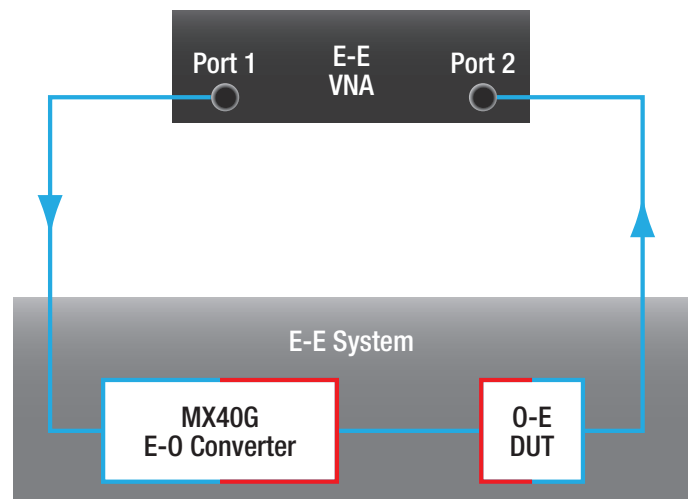 Port 1
E-E
VNA
Port 2
E-E System
MX40G
E-O Converter
O-E
DUT